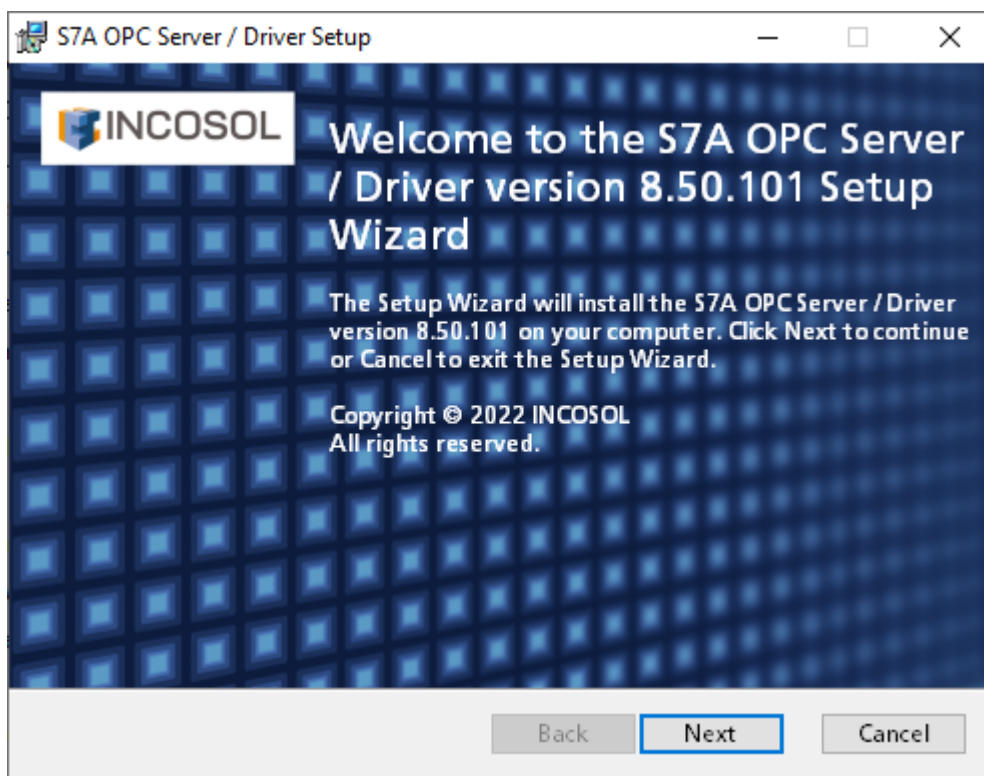 S7A OPC Server / Driver Setup
INCOSOL
Welcome to the S7A OPC Server
/ Driver version 8.50.101 Setup
Wizard
The Setup Wizard will install the S7A OPC Server / Driver
version 8.50.101 on your computer. Click Next to continue
or Cancel to exit the Setup Wizard.
Copyright © 2022 INCOSOL
All rights reserved.
Back
Next
Cancel